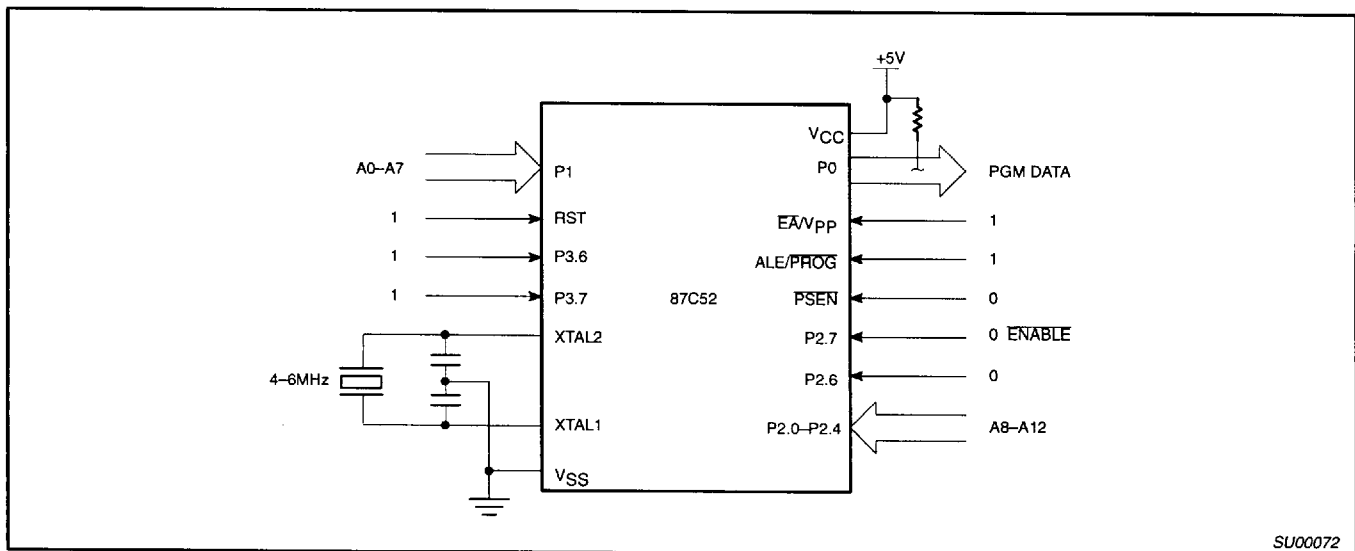 +5V
VCC
A0–A7
P1
P0
PGM DATA
1
RST
EA/VPP
1
1
P3.6
ALE/PROG
1
1
P3.7
87C52
PSEN
0
XTAL2
P2.7
0 ENABLE
4–6MHz
P2.6
0
XTAL1
P2.0–P2.4
A8–A12
VSS
SU00072